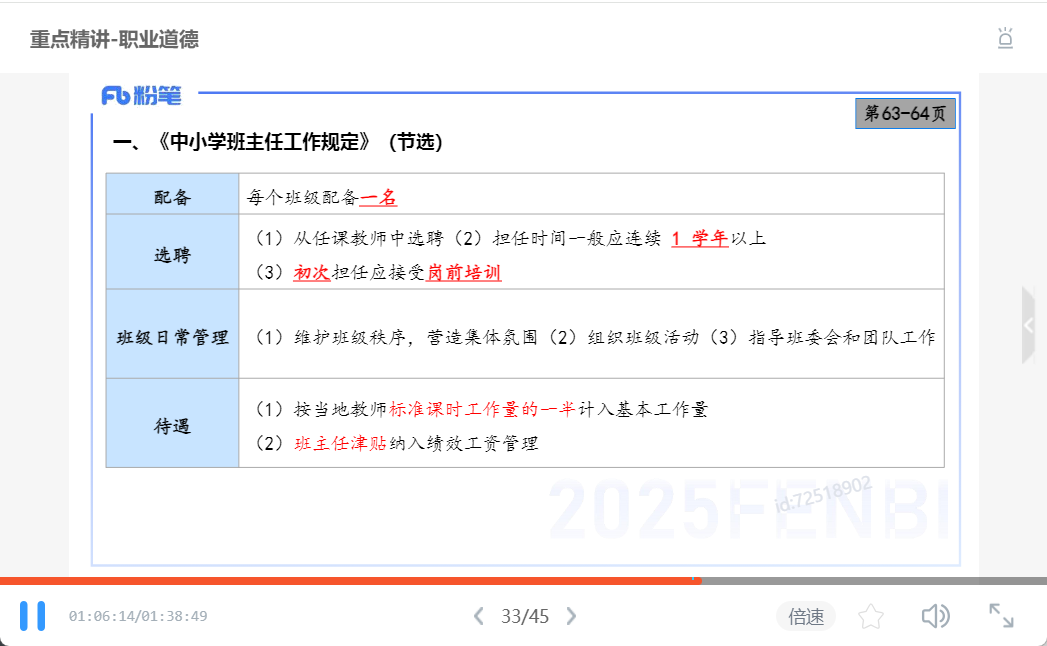 重点精讲-职业道德
粉笔
第63-64页
一、《中小学班主任工作规定》（节选）
配备
每个班级配备一名
选聘
（1）从任课教师中选聘（2）担任时间一般应连续 1 学年以上
（3）初次担任应接受岗前培训
班级日常管理
（1）维护班级秩序，营造集体氛围（2）组织班级活动（3）指导班委会和团队工作
待遇
（1）按当地教师标准课时工作量的一半计入基本工作量
（2）班主任津贴纳入绩效工资管理
2025FENBI
id:72518902
01:06:14/01:38:49
33/45
倍速